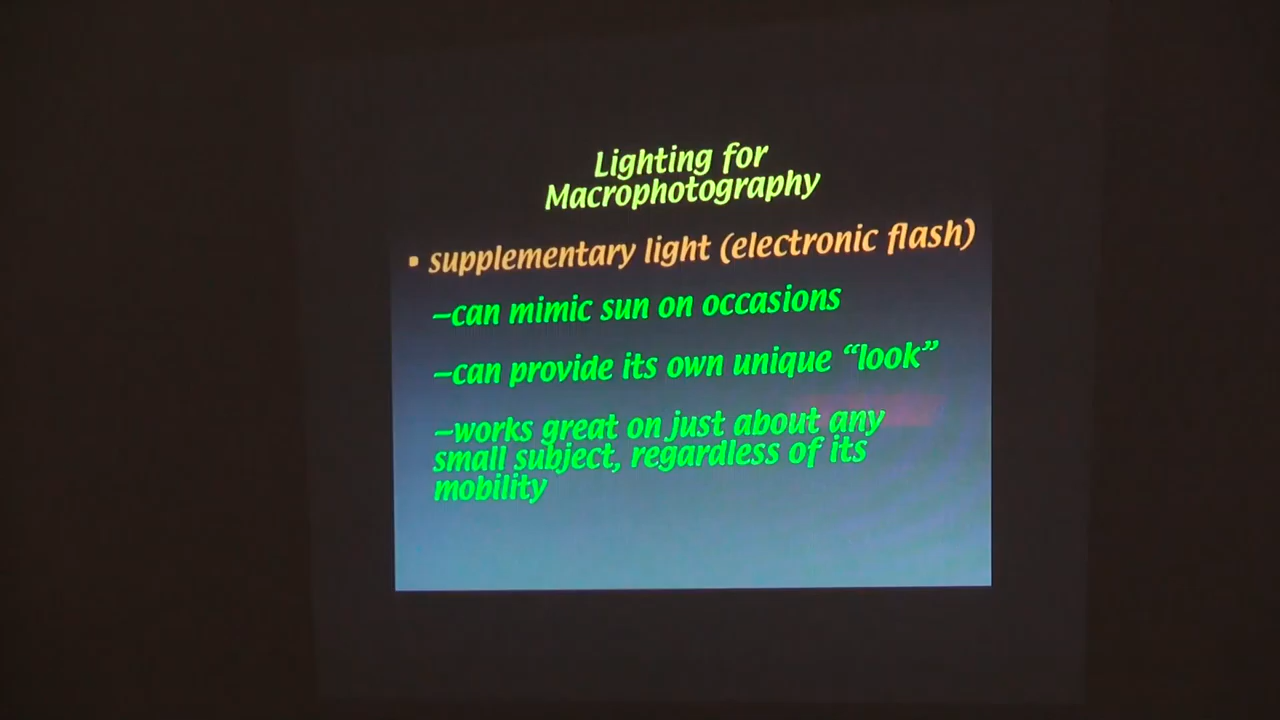 Lighting for
Macrophotography
▪ supplementary light (electronic flash)
–can mimic sun on occasions
–can provide its own unique “look”
–works great on just about any
small subject, regardless of its
mobility